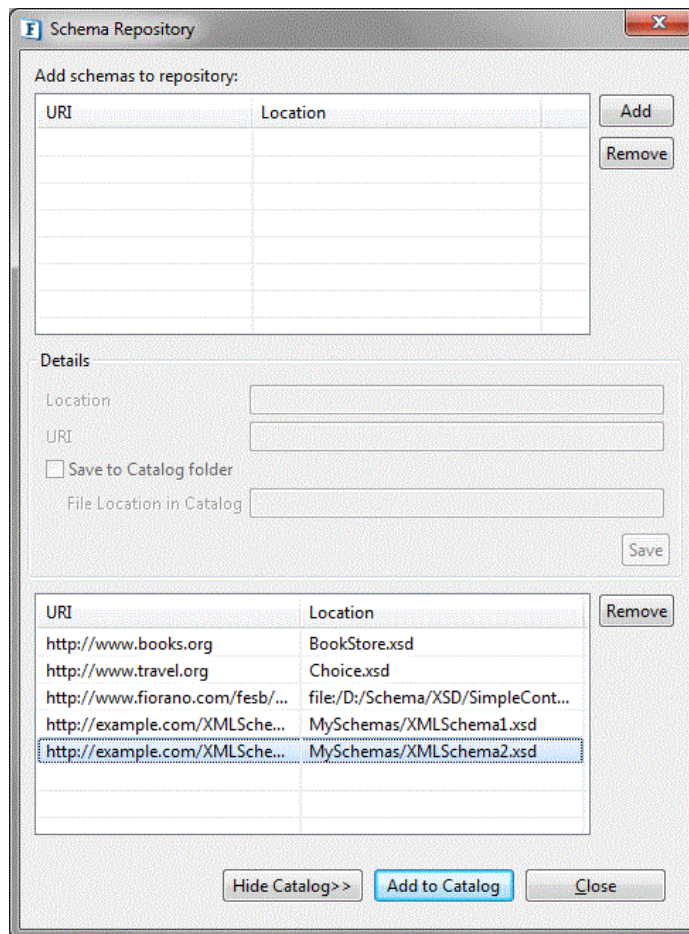 Schema Repository
Add schemas to repository:
URI Location
Add
Remove
Details
Location
URI
Save to Catalog folder
File Location in Catalog
Save
URI Location
Remove
http://www.books.org BookStore.xsd
http://www.travel.org Choice.xsd
http://www.fiorano.com/fesb/... file:/D:/Schema/XSD/SimpleCont...
http://example.com/XMLSche... MySchemas/XMLSchema1.xsd
http://example.com/XMLSche... MySchemas/XMLSchema2.xsd
Hide Catalog>> Add to Catalog Close